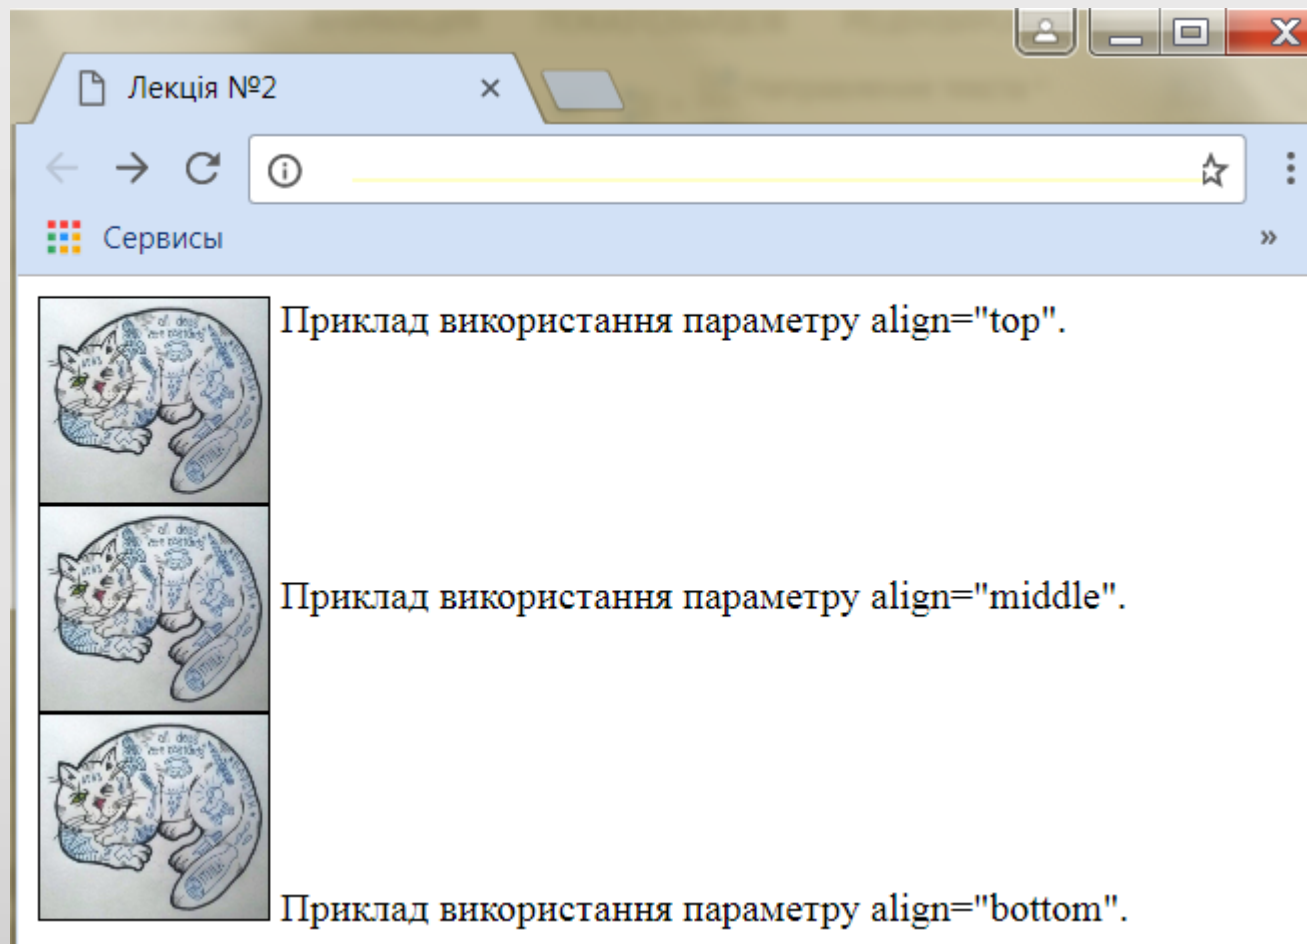 Лекція №2
Сервисы
»
Приклад використання параметру align="top".
Приклад використання параметру align="middle".
Приклад використання параметру align="bottom".